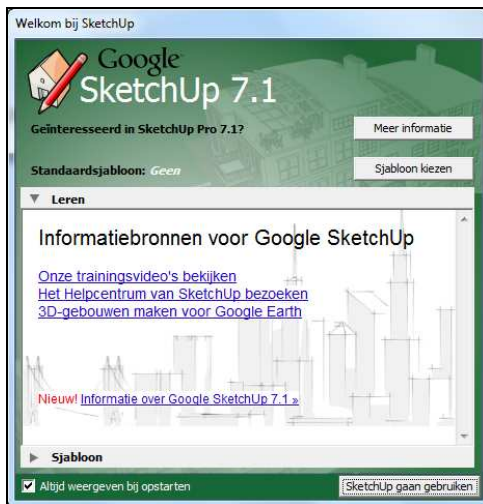 Welkom bij SketchUp
Google
SketchUp 7.1
Geïnteresseerd in SketchUp Pro 7.1?
Meer informatie
Standaardsjabloon: Geen
Sjabloon kiezen
Leren
Informatiebronnen voor Google SketchUp
Onze trainingsvideo's bekijken
Het Helpcentrum van SketchUp bezoeken
3D-gebouwen maken voor Google Earth
Nieuw! Informatie over Google SketchUp 7.1 »
Sjabloon
Altijd weergeven bij opstarten
SketchUp gaan gebruiken